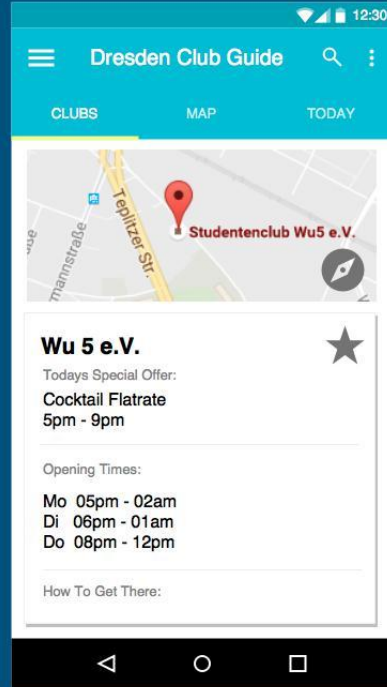 12:30
Dresden Club Guide
CLUBS MAP TODAY
Teplitzer Str.
Studentenclub Wu5 e.V.
Wu 5 e.V.
Todays Special Offer:
Cocktail Flatrate
5pm - 9pm
Opening Times:
Mo 05pm - 02am
Di 06pm - 01am
Do 08pm - 12pm
How To Get There: